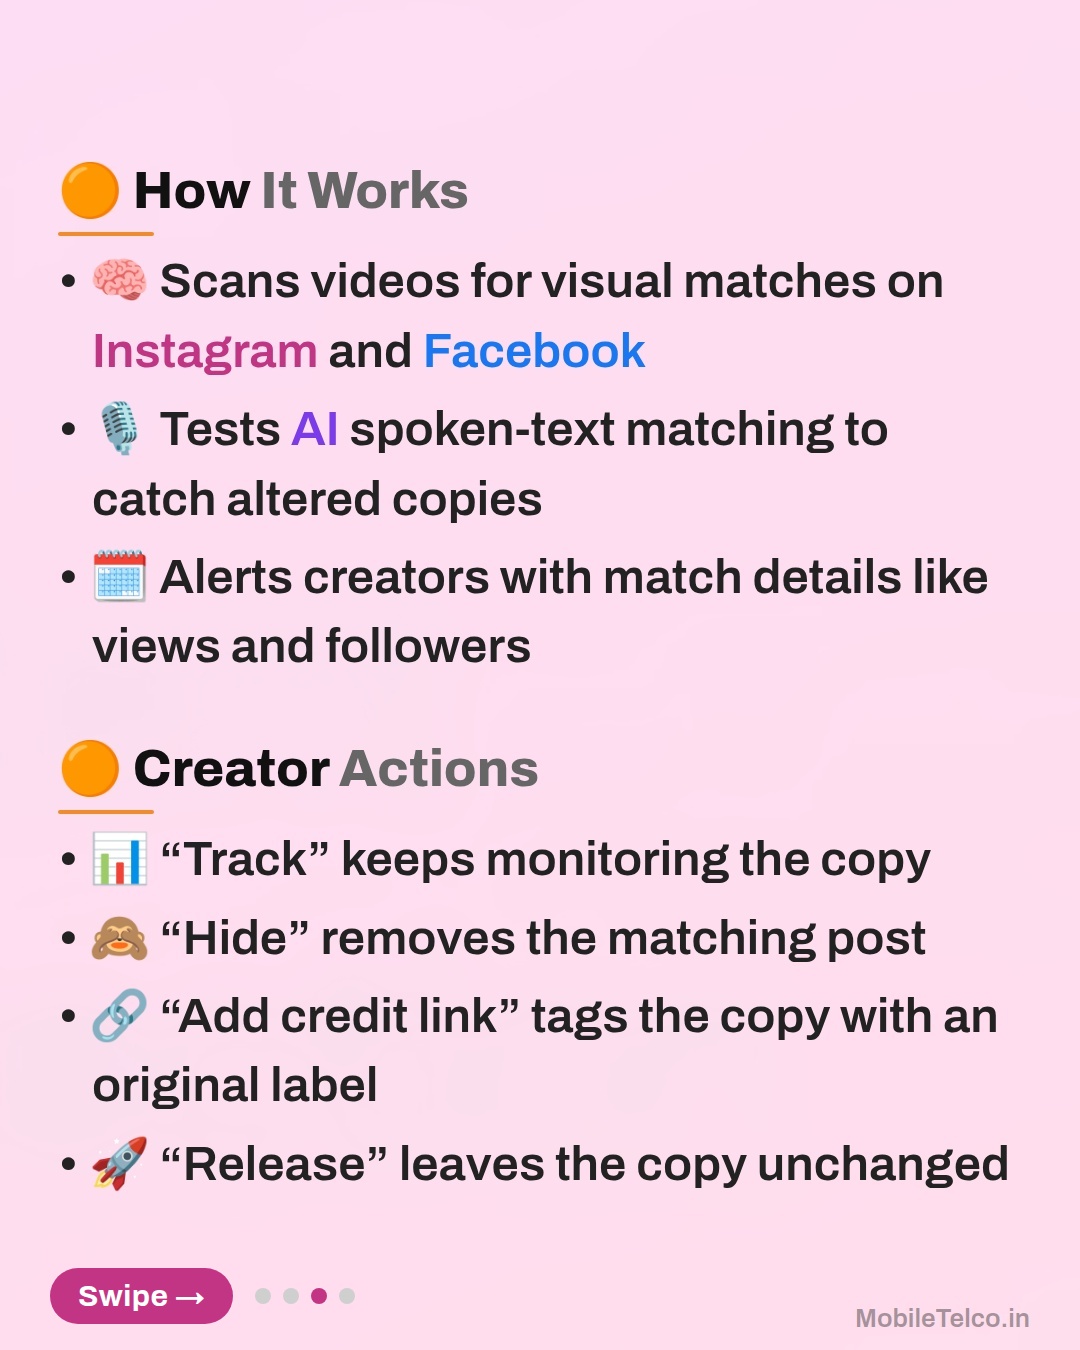 How It Works
• Scans videos for visual matches on
Instagram and Facebook
• Tests AI spoken-text matching to
catch altered copies
• Alerts creators with match details like
views and followers
Creator Actions
• “Track” keeps monitoring the copy
• “Hide” removes the matching post
• “Add credit link” tags the copy with an
original label
• “Release” leaves the copy unchanged
Swipe →
MobileTelco.in